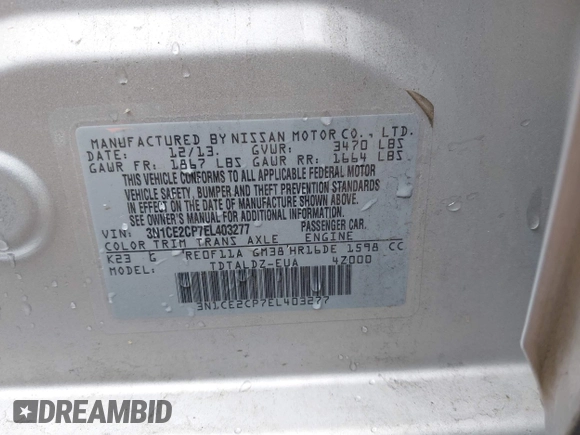 MANUFACTURED BY NISSAN MOTOR CO., LTD.
DATE: 12/13 GVWR: 3470 LBS
GAWR FR: 1867 LBS GAWR RR: 1664 LBS
THIS VEHICLE CONFORMS TO ALL APPLICABLE FEDERAL MOTOR
VEHICLE SAFETY, BUMPER AND THEFT PREVENTION STANDARDS
IN EFFECT ON THE DATE OF MANUFACTURE SHOWN ABOVE.
SEE OWNER'S MANUAL FOR ADDITIONAL INFORMATION.
VIN: 3N1CE2CP7EL403277 PASSENGER CAR.
COLOR TRIM TRANS AXLE ENGINE
K23 G RE0F11A GM38 HR16DE 1598 CC
MODEL: TDTALDZ-EUA 4Z000
3N1CE2CP7EL403277
DREAMBID